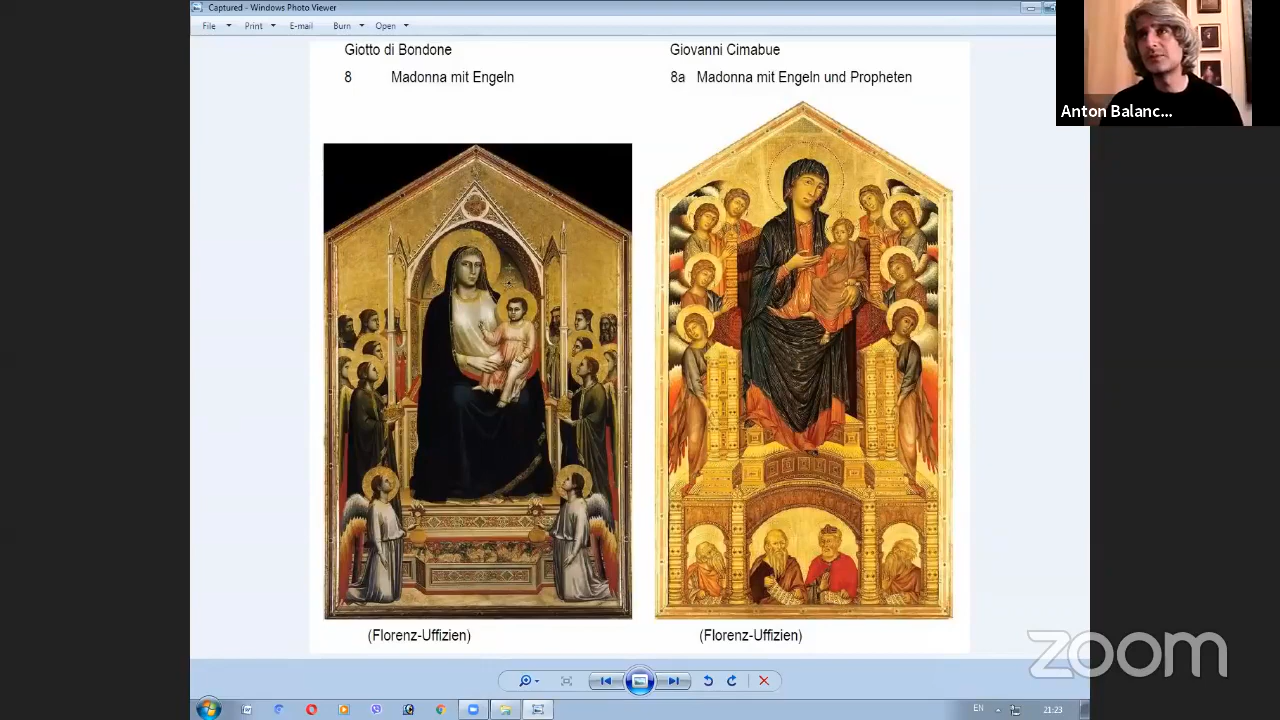 Captured - Windows Photo Viewer
File Print E-mail Burn Open
Giotto di Bondone
Giovanni Cimabue
8 Madonna mit Engeln
8a Madonna mit Engeln und Propheten
Anton Balanc...
(Florenz-Uffizien)
(Florenz-Uffizien)
zoom
EN
21:23